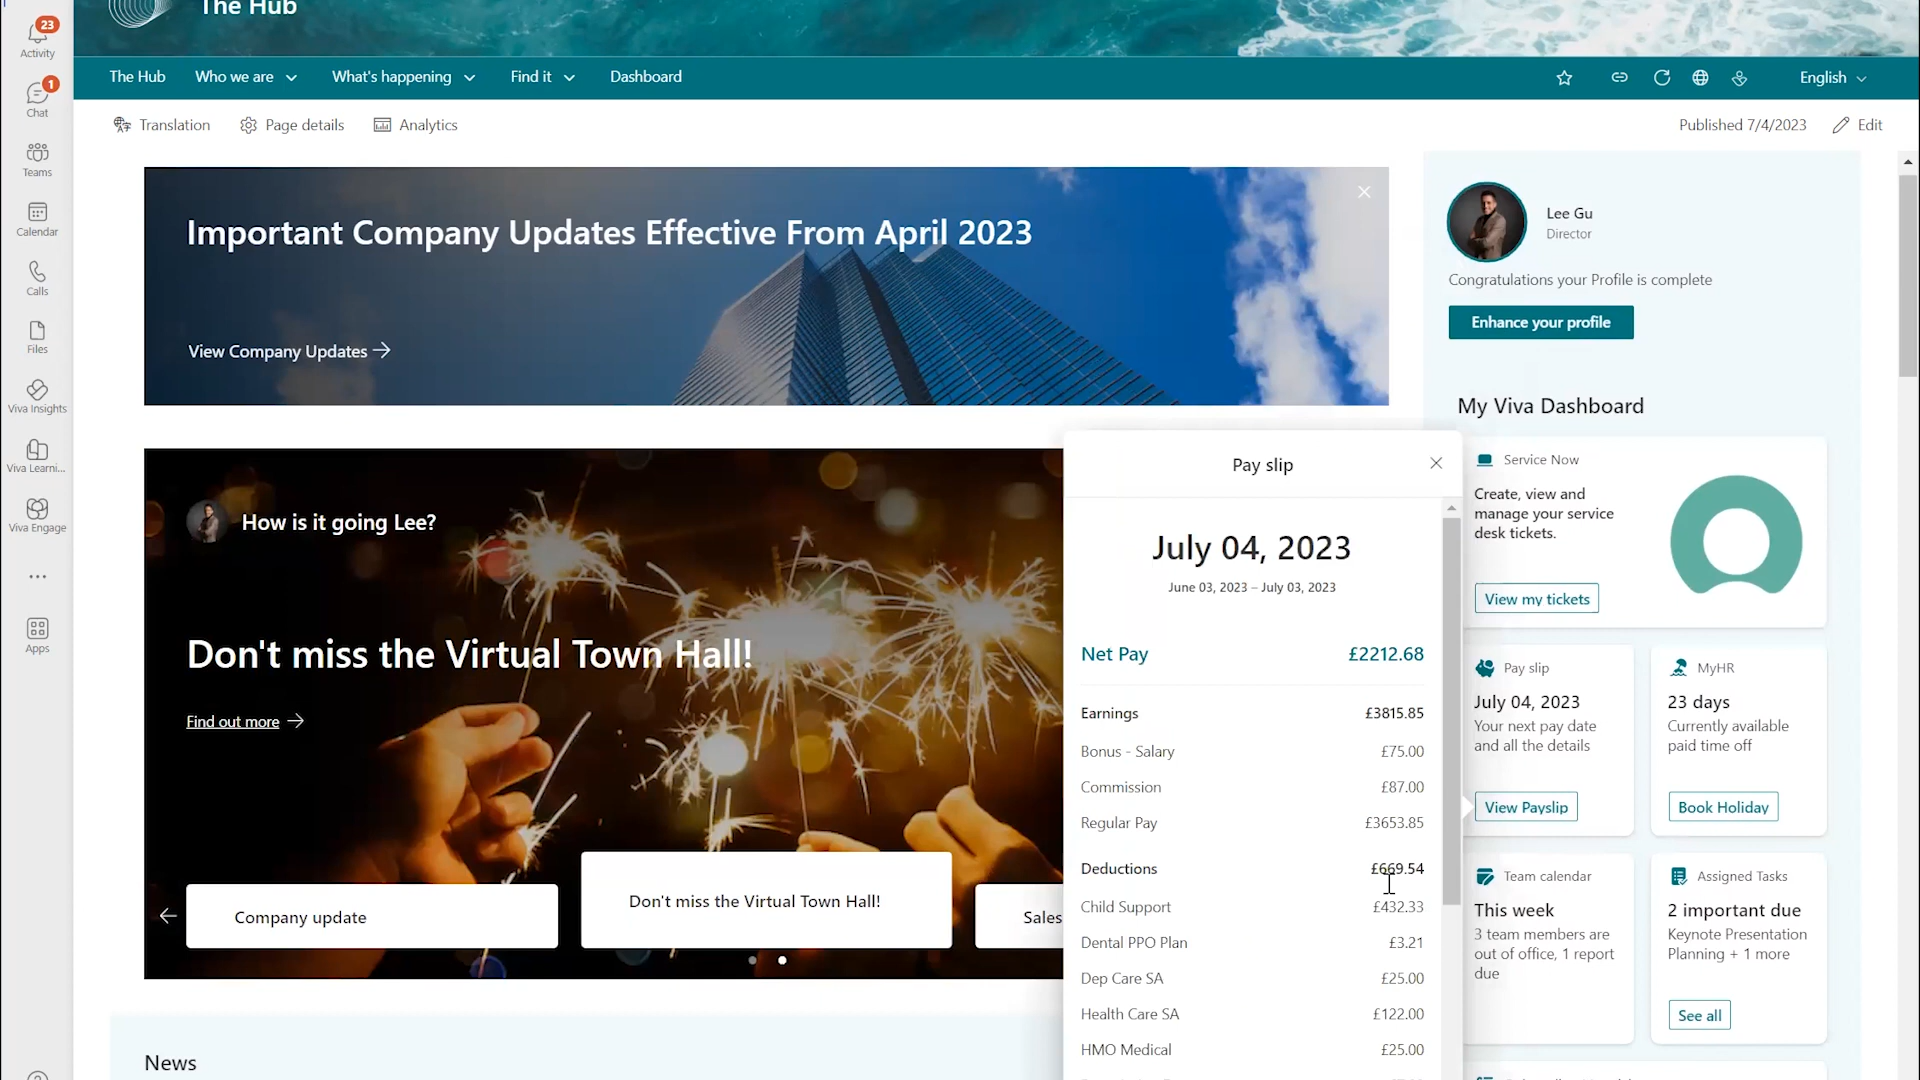 The Hub
23
Activity
1
Chat
Teams
Calendar
Calls
Files
Viva Insights
Viva Learni...
Viva Engage
Apps
The Hub
Who we are
What's happening
Find it
Dashboard
English
Translation
Page details
Analytics
Published 7/4/2023
Edit
Important Company Updates Effective From April 2023
View Company Updates
How is it going Lee?
Don't miss the Virtual Town Hall!
Find out more
Company update
Don't miss the Virtual Town Hall!
Sales
News
Pay slip
July 04, 2023
June 03, 2023 – July 03, 2023
Net Pay £2212.68
Earnings £3815.85
Bonus - Salary £75.00
Commission £87.00
Regular Pay £3653.85
Deductions £669.54
Child Support £432.33
Dental PPO Plan £3.21
Dep Care SA £25.00
Health Care SA £122.00
HMO Medical £25.00
Lee Gu
Director
Congratulations your Profile is complete
Enhance your profile
My Viva Dashboard
Service Now
Create, view and
manage your service
desk tickets.
View my tickets
Pay slip
July 04, 2023
Your next pay date
and all the details
View Payslip
MyHR
23 days
Currently available
paid time off
Book Holiday
Team calendar
This week
3 team members are
out of office, 1 report
due
Assigned Tasks
2 important due
Keynote Presentation
Planning + 1 more
See all